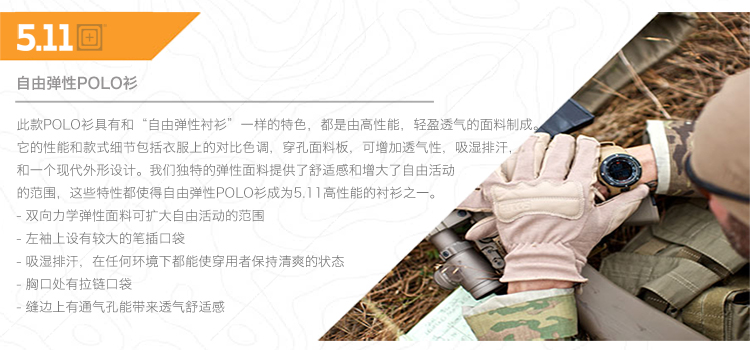 5.11
自由弹性POLO衫
此款POLO衫具有和“自由弹性衬衫”一样的特色，都是由高性能，轻盈透气的面料制成。
它的性能和款式细节包括衣服上的对比色调，穿孔面料板，可增加透气性，吸湿排汗，
和一个现代外形设计。我们独特的弹性面料提供了舒适感和增大了自由活动
的范围，这些特性都使得自由弹性POLO衫成为5.11高性能的衬衫之一。
- 双向力学弹性面料可扩大自由活动的范围
- 左袖上设有较大的笔插口袋
- 吸湿排汗，在任何环境下都能使穿用者保持清爽的状态
- 胸口处有拉链口袋
- 缝边上有通气孔能带来透气舒适感